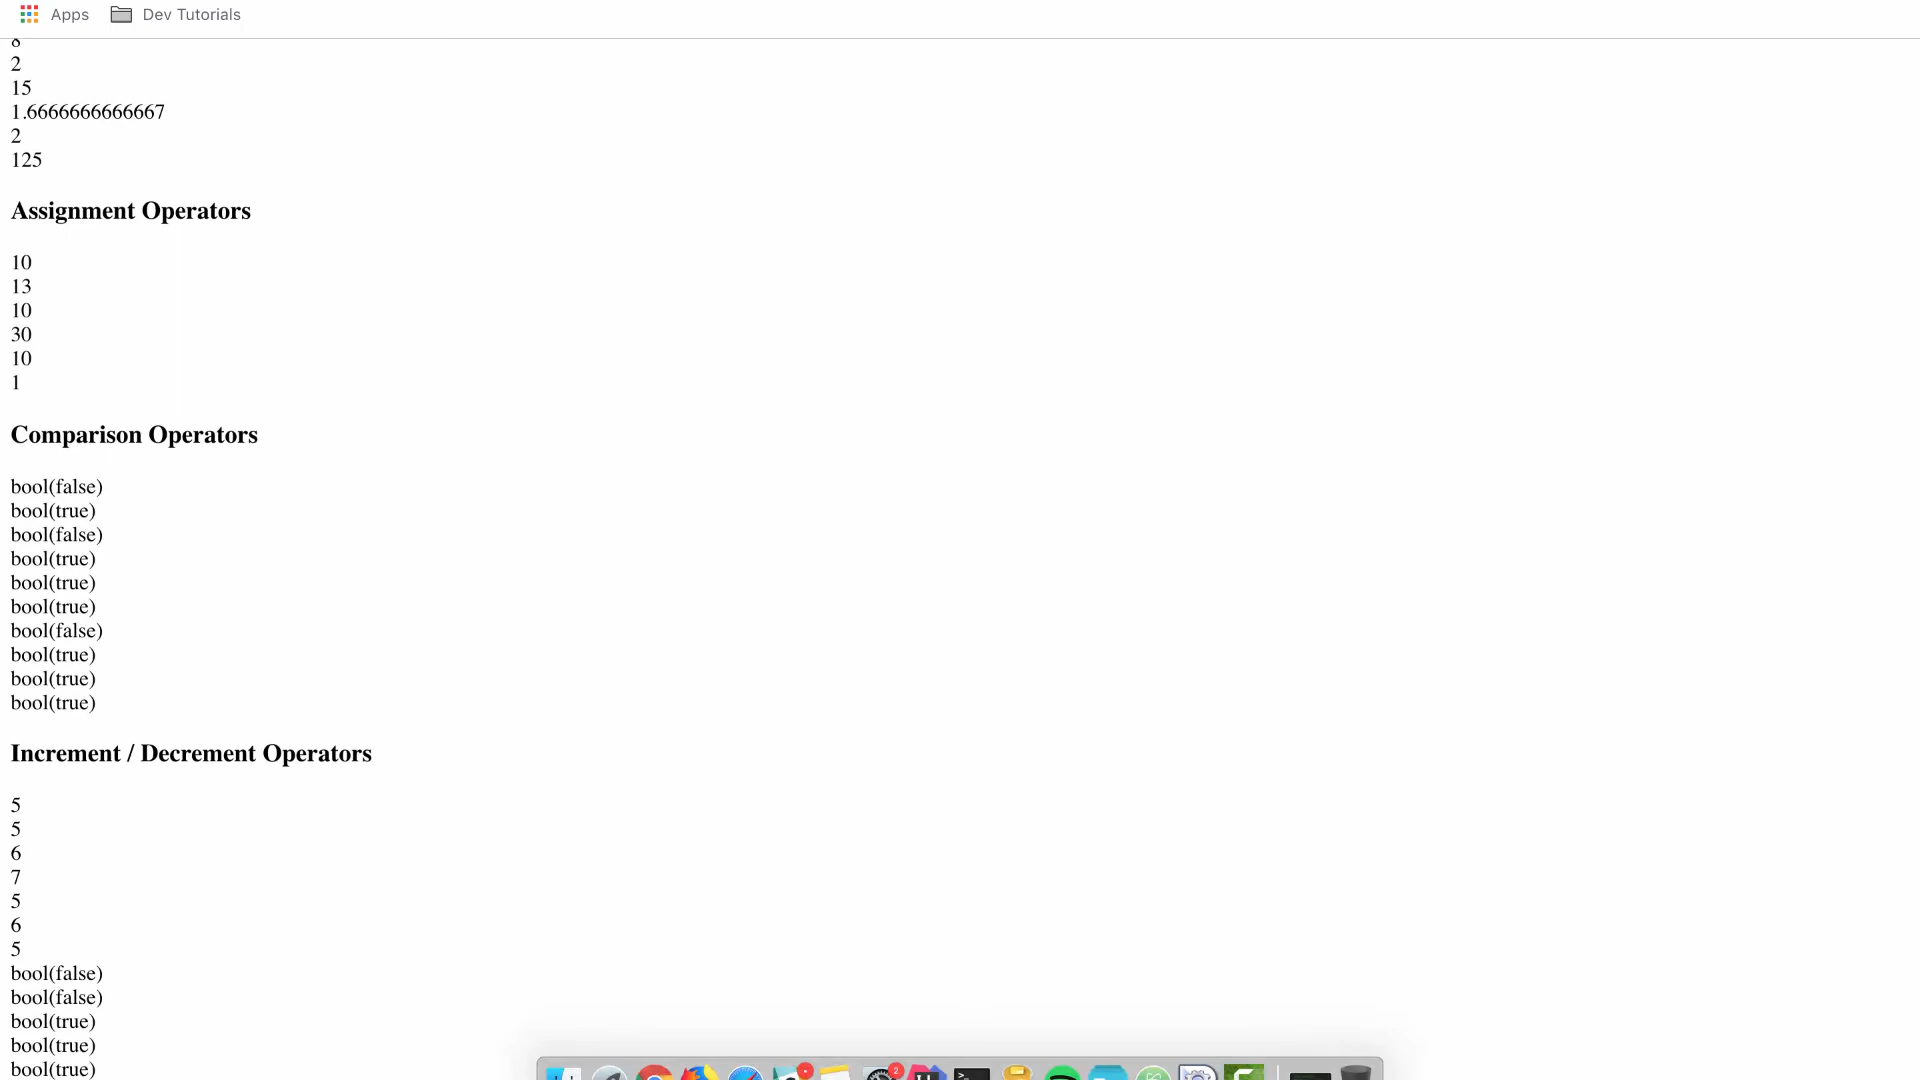 Apps
Dev Tutorials
8
2
15
1.6666666666667
2
125
Assignment Operators
10
13
10
30
10
1
Comparison Operators
bool(false)
bool(true)
bool(false)
bool(true)
bool(true)
bool(true)
bool(false)
bool(true)
bool(true)
bool(true)
Increment / Decrement Operators
5
5
6
7
5
6
5
bool(false)
bool(false)
bool(true)
bool(true)
bool(true)
2